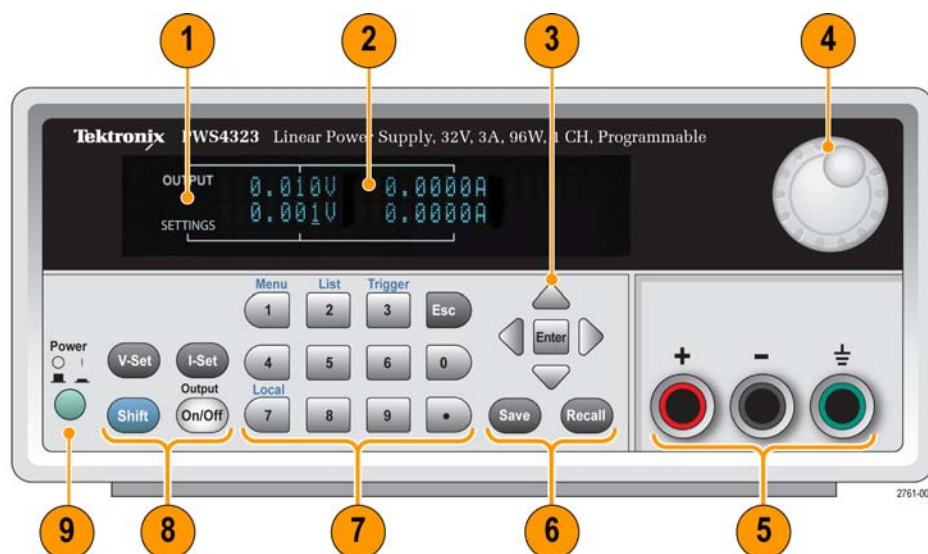 1 2 3 4
Tektronix PWS4323 Linear Power Supply, 32V, 3A, 96W, 1 CH, Programmable
OUTPUT 0.010V 0.0000A
SETTINGS 0.001V 0.0000A
Menu List Trigger
1 2 3 Esc
Power
V-Set I-Set 4 5 6 0 Enter
+ -
Output Local
Shift On/Off 7 8 9 • Save Recall
2761-00
9 8 7 6 5